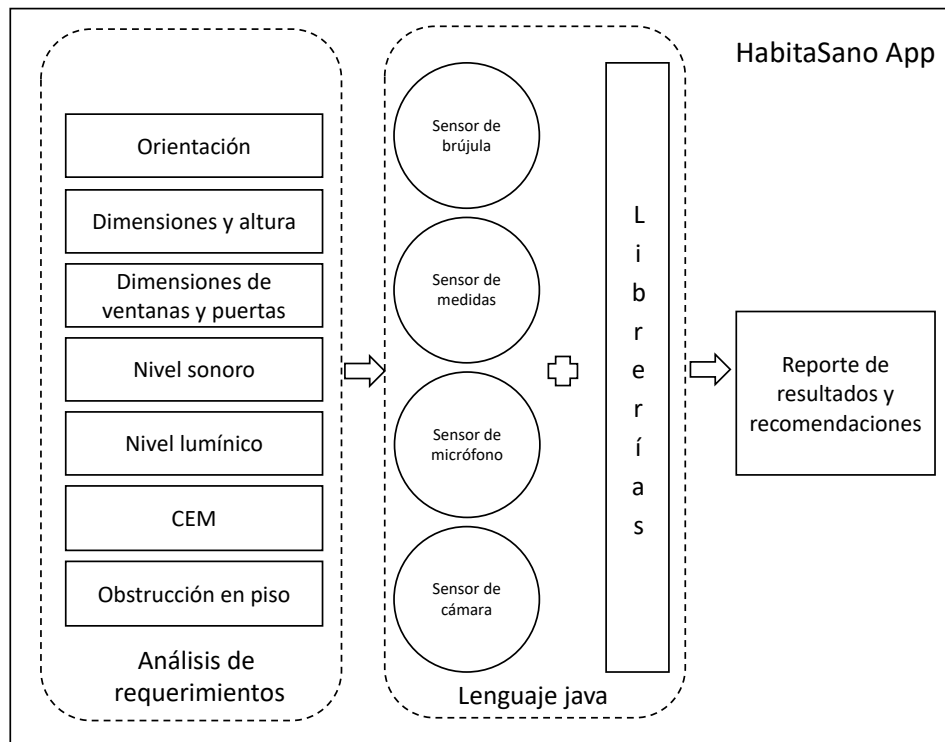 HabitaSano App
Orientación
Dimensiones y altura
Dimensiones de
ventanas y puertas
Nivel sonoro
Nivel lumínico
CEM
Obstrucción en piso
Análisis de
requerimientos
Sensor de
brújula
Sensor de
medidas
Sensor de
micrófono
Sensor de
cámara
Librerías
Lenguaje java
Reporte de
resultados y
recomendaciones